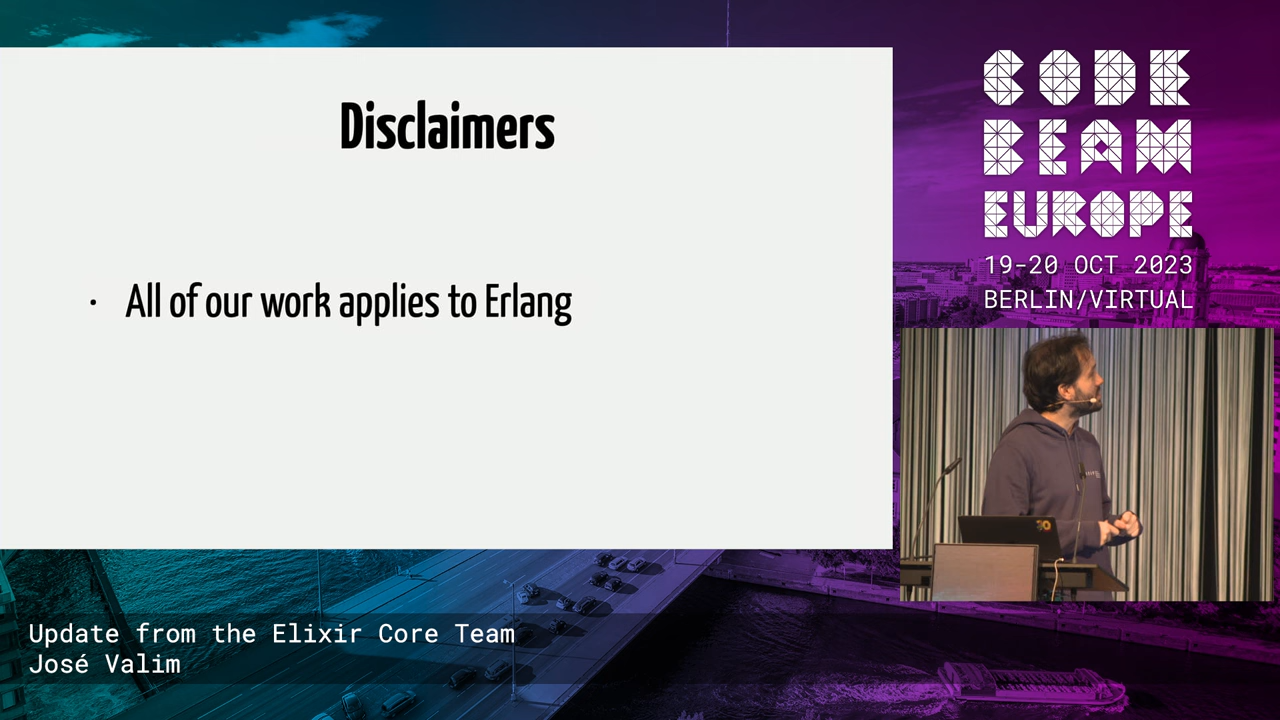 Disclaimers
· All of our work applies to Erlang
CODE
BEAM
EUROPE
19-20 OCT 2023
BERLIN/VIRTUAL
Update from the Elixir Core Team
José Valim